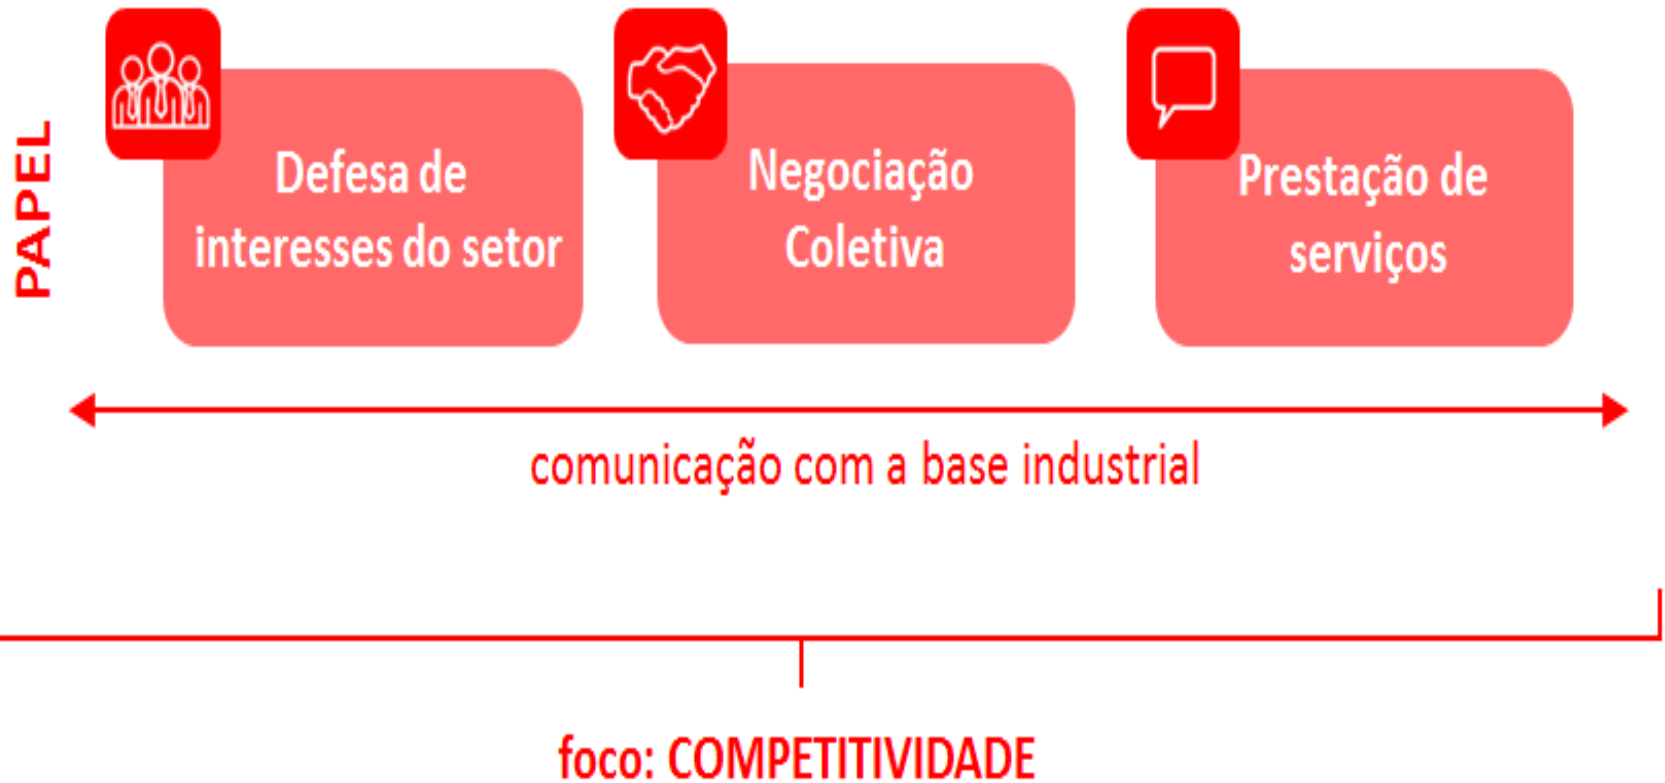 PAPEL
Defesa de
interesses do setor
Negociação
Coletiva
Prestação de
serviços
comunicação com a base industrial
foco: COMPETITIVIDADE